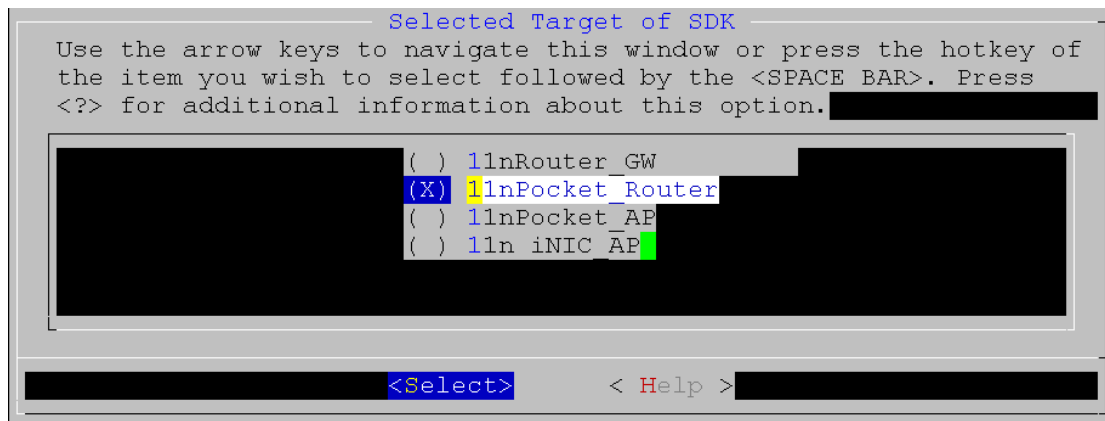 Selected Target of SDK
Use the arrow keys to navigate this window or press the hotkey of
the item you wish to select followed by the <SPACE BAR>. Press
<?> for additional information about this option.
( ) 11nRouter_GW
(X) 11nPocket_Router
( ) 11nPocket_AP
( ) 11n iNIC_AP
<Select> < Help >